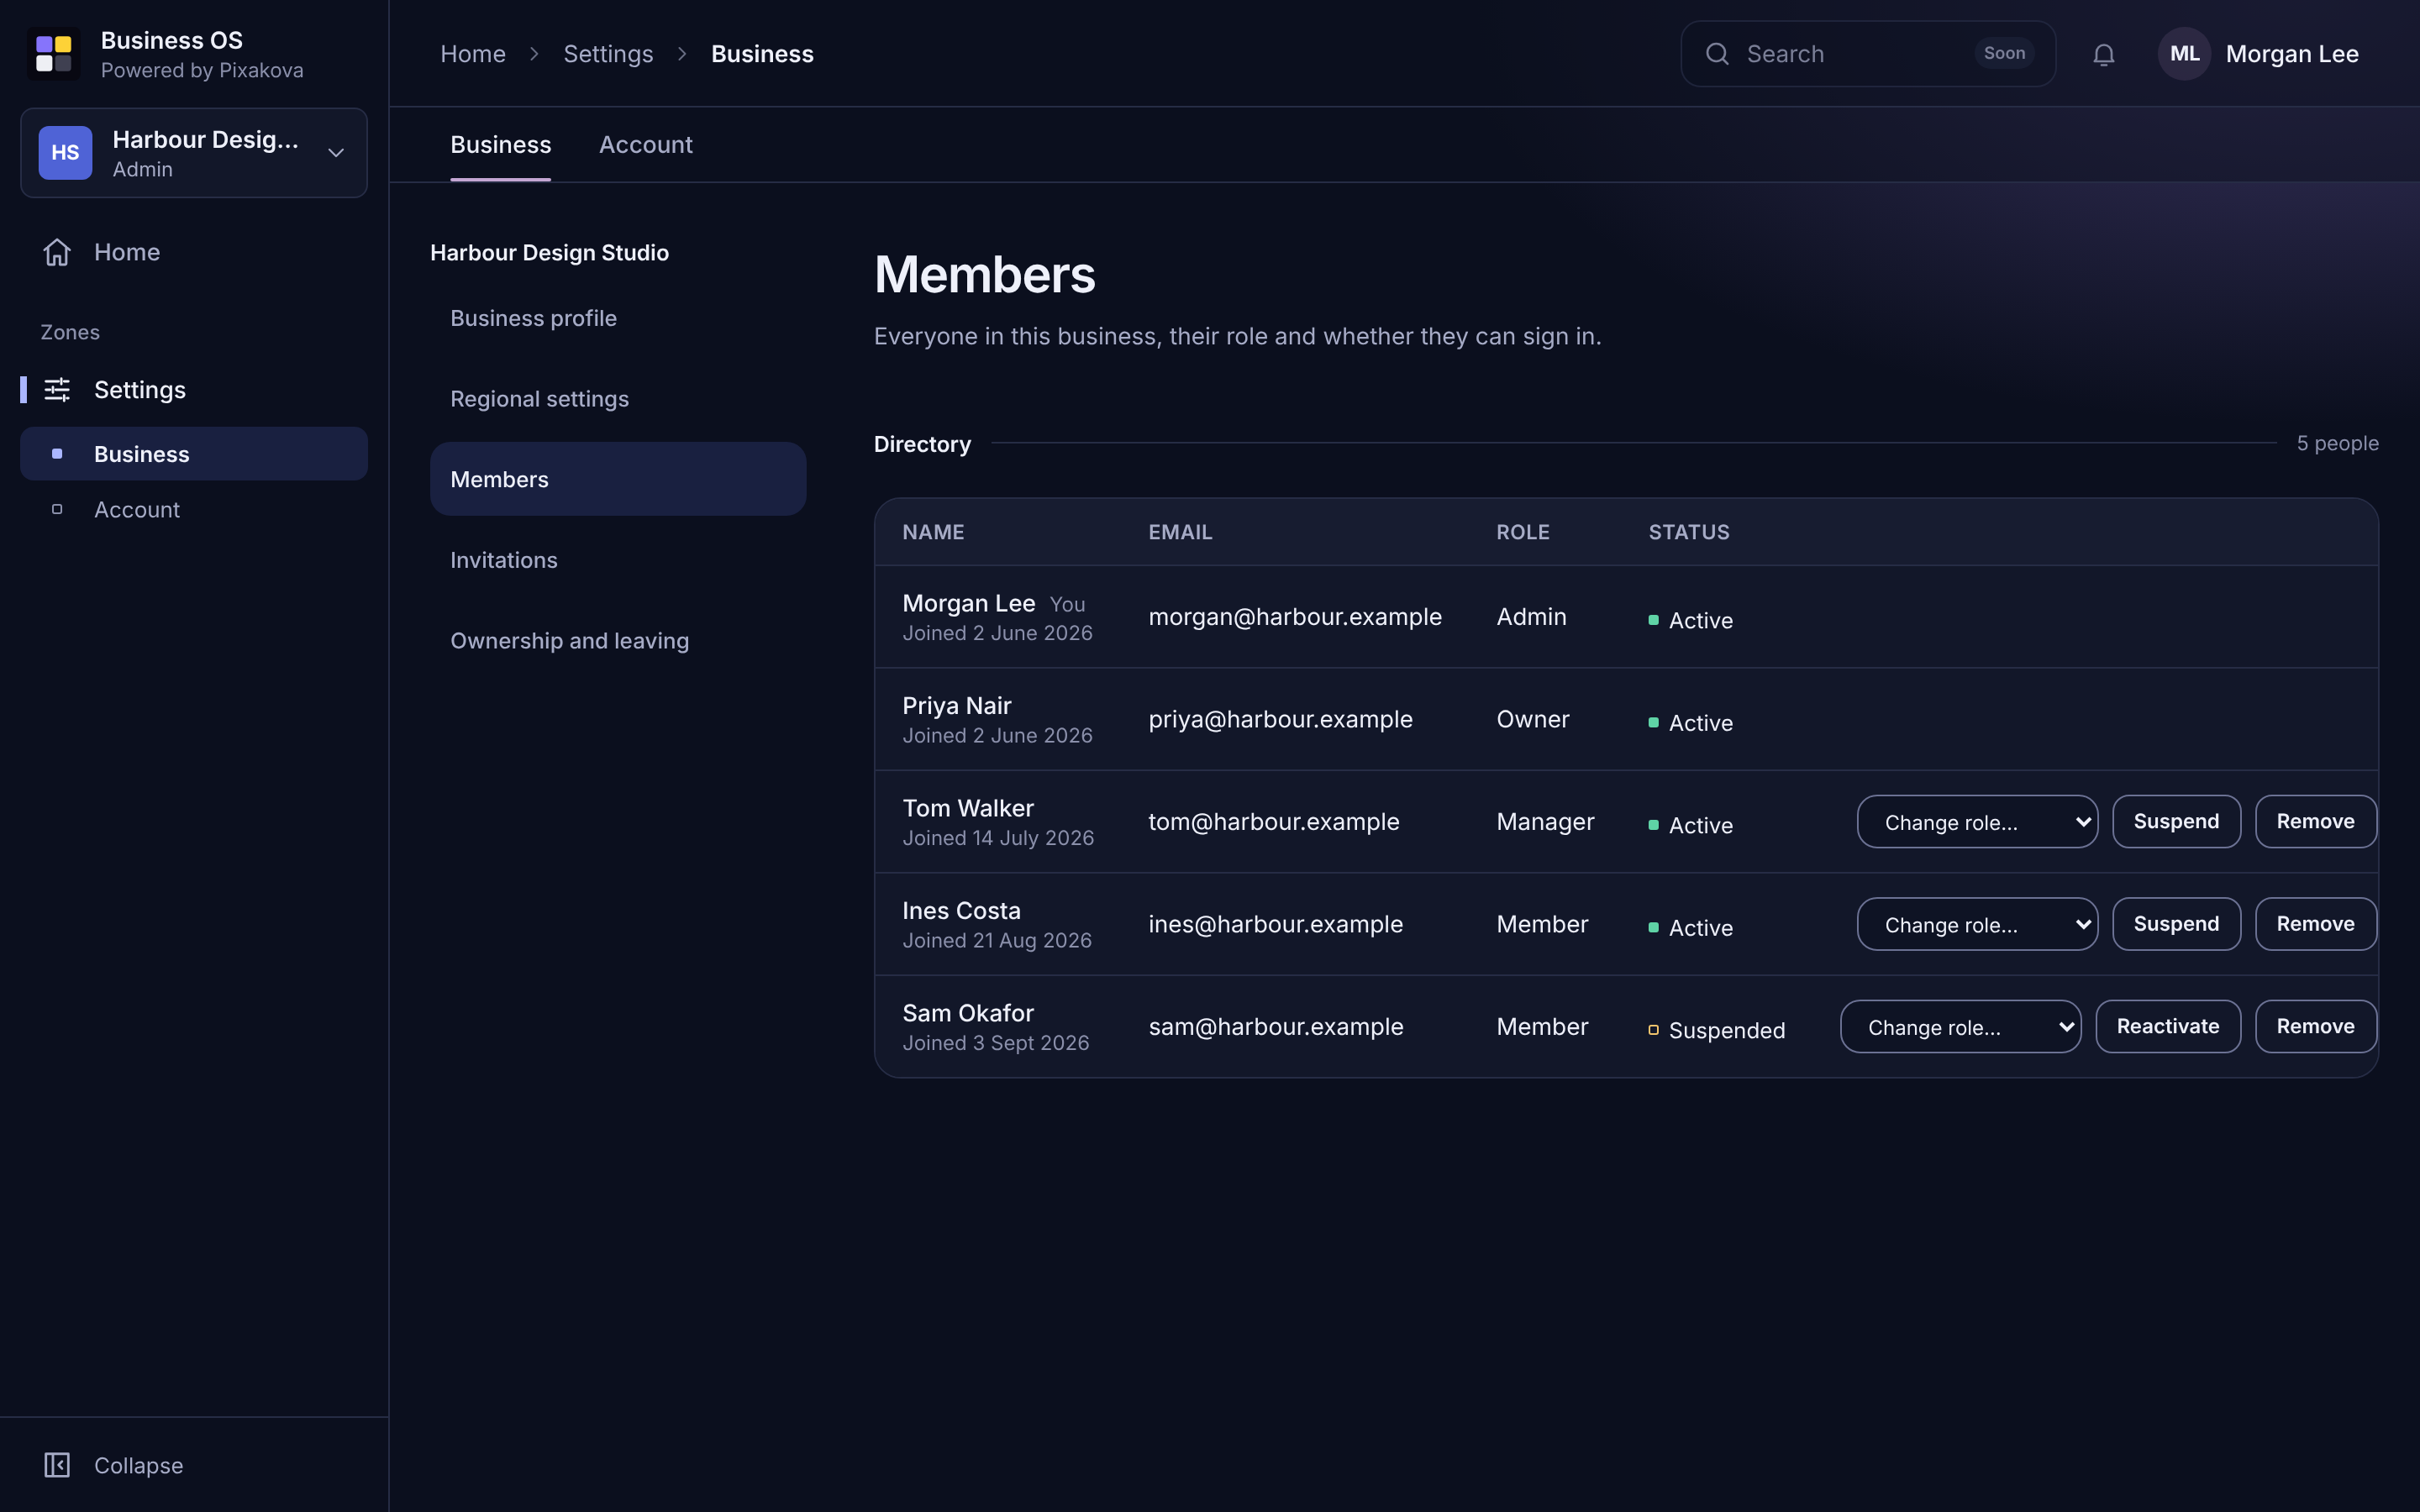 Business OS
Powered by Pixakova
HS
Harbour Desig...
Admin
Home
Zones
Settings
Business
Account
Collapse
Home
Settings
Business
Search
Soon
ML
Morgan Lee
Business
Account
Harbour Design Studio
Business profile
Regional settings
Members
Invitations
Ownership and leaving
Members
Everyone in this business, their role and whether they can sign in.
Directory
5 people
NAME EMAIL ROLE STATUS
Morgan Lee You
Joined 2 June 2026
morgan@harbour.example
Admin
Active
Priya Nair
Joined 2 June 2026
priya@harbour.example
Owner
Active
Tom Walker
Joined 14 July 2026
tom@harbour.example
Manager
Active
Change role...
Suspend
Remove
Ines Costa
Joined 21 Aug 2026
ines@harbour.example
Member
Active
Change role...
Suspend
Remove
Sam Okafor
Joined 3 Sept 2026
sam@harbour.example
Member
Suspended
Change role...
Reactivate
Remove